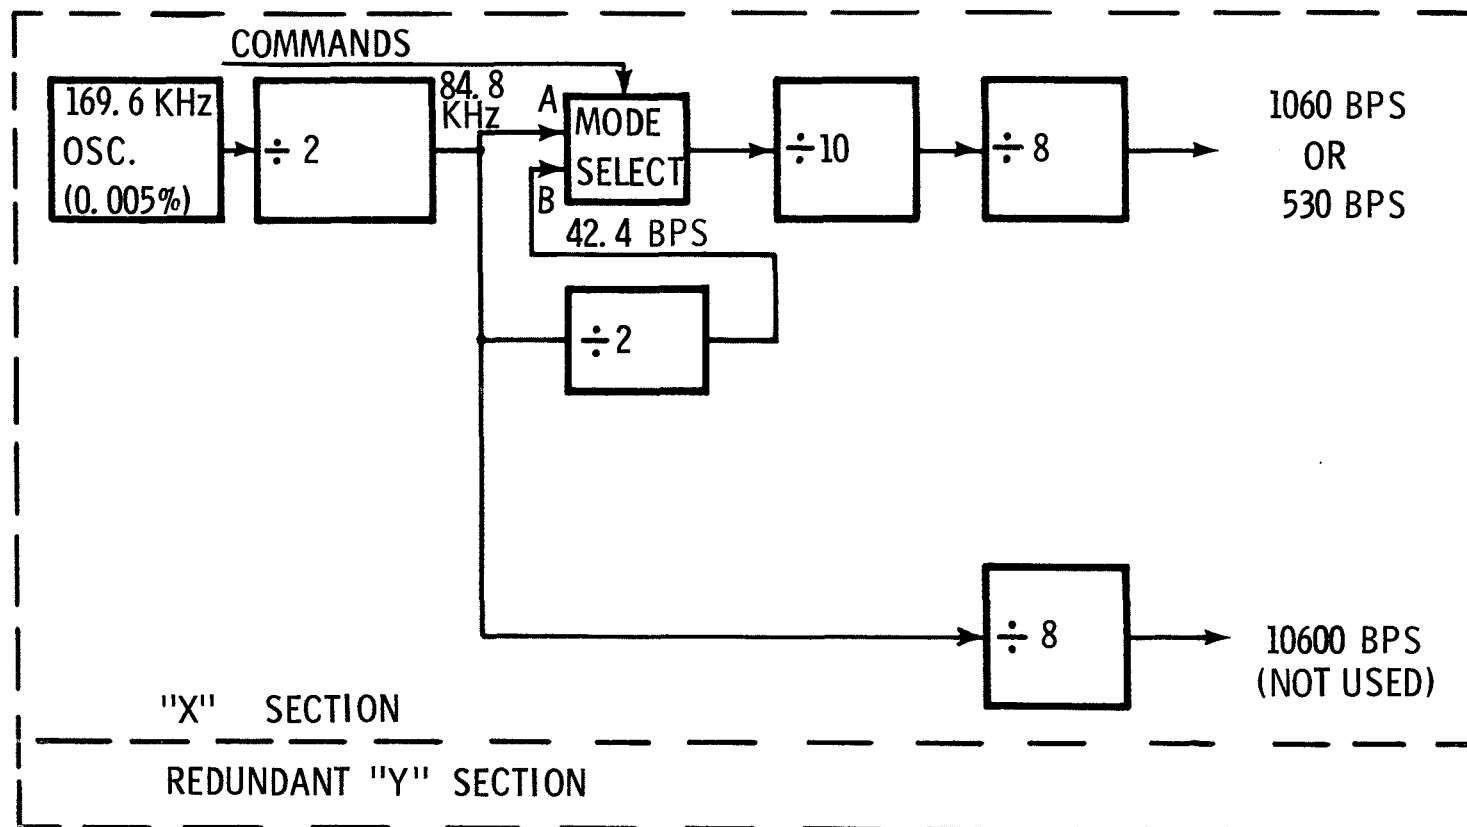 COMMANDS
169.6 KHz
OSC.
(0.005%)
÷ 2
84.8
KHz
A
B
MODE
SELECT
42.4 BPS
÷10
÷ 8
1060 BPS
OR
530 BPS
÷2
÷ 8
10600 BPS
(NOT USED)
"X" SECTION
REDUNDANT "Y" SECTION